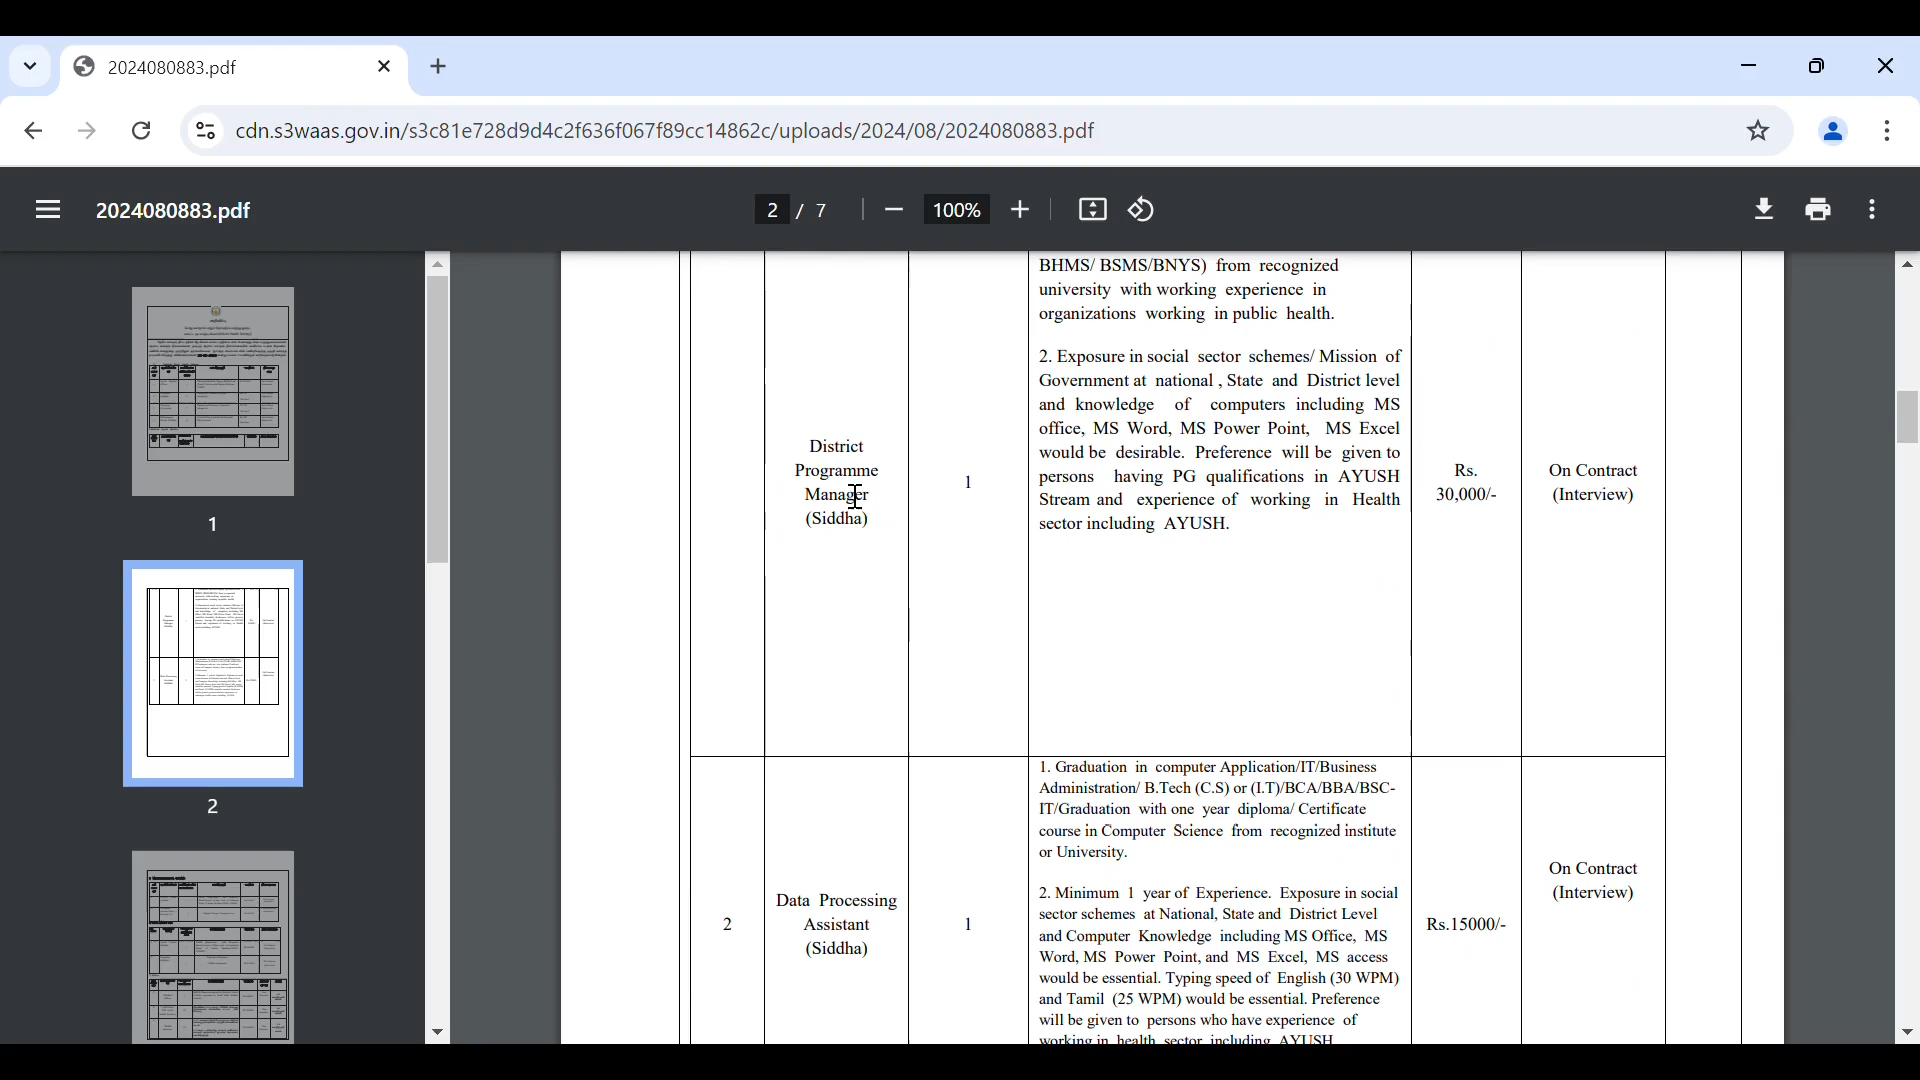 2024080883.pdf
cdn.s3waas.gov.in/s3c81e728d9d4c2f636f067f89cc14862c/uploads/2024/08/2024080883.pdf
2024080883.pdf
2 / 7
100%
1
2
BHMS/ BSMS/BNYS) from recognized
university with working experience in
organizations working in public health.
2. Exposure in social sector schemes/ Mission of
Government at national , State and District level
and knowledge of computers including MS
office, MS Word, MS Power Point, MS Excel
would be desirable. Preference will be given to
persons having PG qualifications in AYUSH
Stream and experience of working in Health
sector including AYUSH.
District
Programme
Manager
(Siddha)
1
Rs.
30,000/-
On Contract
(Interview)
2
Data Processing
Assistant
(Siddha)
1
1. Graduation in computer Application/IT/Business
Administration/ B.Tech (C.S) or (I.T)/BCA/BBA/BSC-
IT/Graduation with one year diploma/ Certificate
course in Computer Science from recognized institute
or University.
2. Minimum 1 year of Experience. Exposure in social
sector schemes at National, State and District Level
and Computer Knowledge including MS Office, MS
Word, MS Power Point, and MS Excel, MS access
would be essential. Typing speed of English (30 WPM)
and Tamil (25 WPM) would be essential. Preference
will be given to persons who have experience of
working in health sector including AYUSH
Rs.15000/-
On Contract
(Interview)